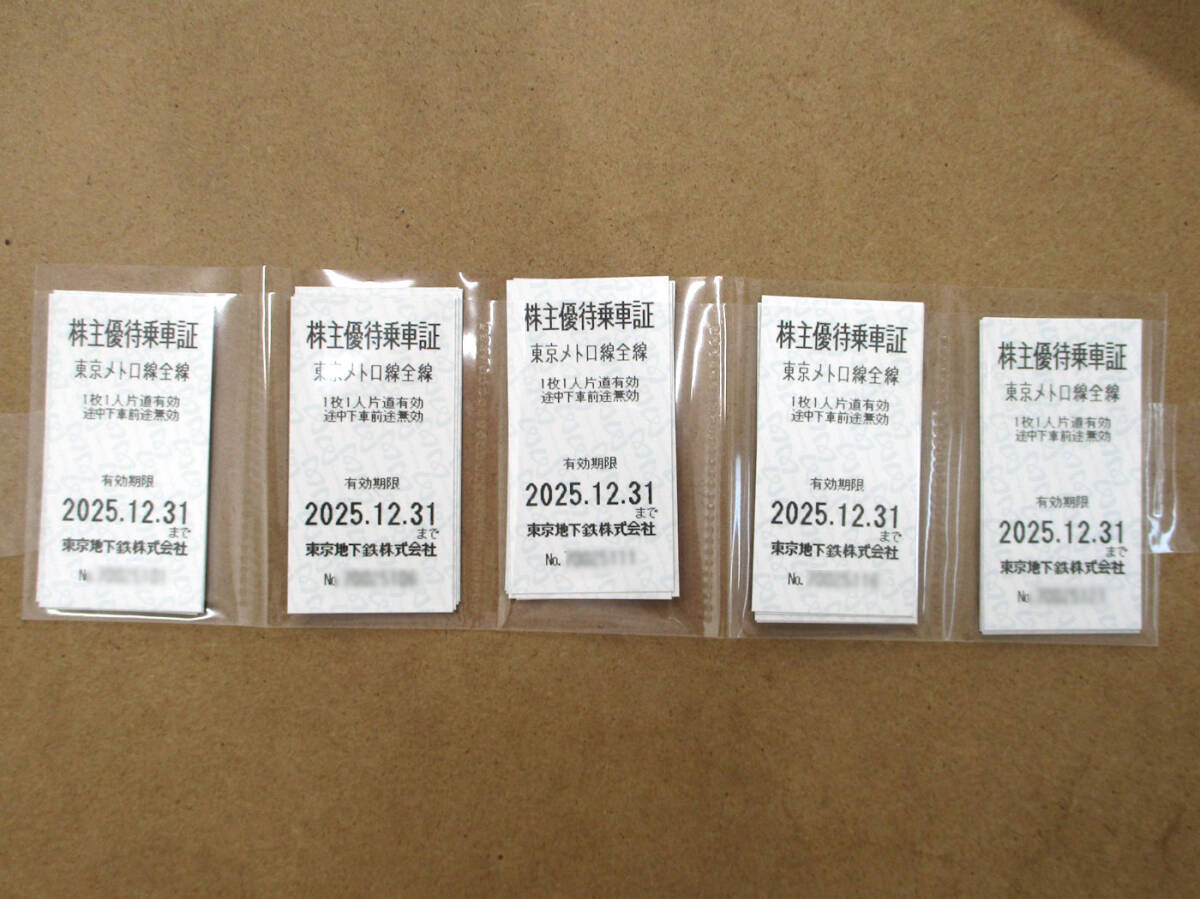 株主優待乗車証
東京メトロ線全線
1枚1人片道有効
途中下車前途無効
有効期限
2025.12.31
まで
東京地下鉄株式会社
No.
株主優待乗車証
東京メトロ線全線
1枚1人片道有効
途中下車前途無効
有効期限
2025.12.31
まで
東京地下鉄株式会社
No
株主優待乗車証
東京メトロ線全線
1枚1人片道有効
途中下車前途無効
有効期限
2025.12.31
まで
東京地下鉄株式会社
No.
株主優待乗車証
東京メトロ線全線
1枚1人片道有効
途中下車前途無効
有効期限
2025.12.31
まで
東京地下鉄株式会社
No.
株主優待乗車証
東京メトロ線全線
1枚1人片道有効
途中下車前途無効
有効期限
2025.12.31
まで
東京地下鉄株式会社
No